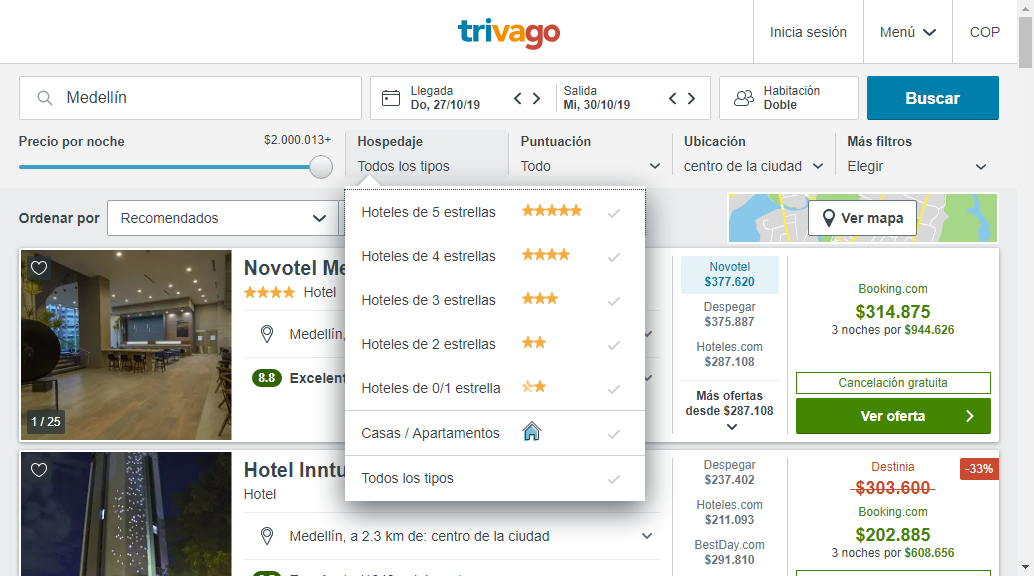 trivago
Inicia sesión
Menú
COP
Medellín
Llegada
Do, 27/10/19
Salida
Mi, 30/10/19
Habitación
Doble
Buscar
Precio por noche
$2.000.013+
Hospedaje
Todos los tipos
Puntuación
Todo
Ubicación
centro de la ciudad
Más filtros
Elegir
Ordenar por
Recomendados
Ver mapa
Hoteles de 5 estrellas
Hoteles de 4 estrellas
Hoteles de 3 estrellas
Hoteles de 2 estrellas
Hoteles de 0/1 estrella
Casas / Apartamentos
Todos los tipos
1 / 25
Novotel Me
Hotel
Medellín,
8.8 Excelent
Novotel
$377.620
Despegar
$375.887
Hoteles.com
$287.108
Más ofertas
desde $287.108
Booking.com
$314.875
3 noches por $944.626
Cancelación gratuita
Ver oferta
Hotel Inntu
Hotel
Medellín, a 2.3 km de: centro de la ciudad
Despegar
$237.402
Hoteles.com
$211.093
BestDay.com
$291.810
Destinia
-33%
$303.600
Booking.com
$202.885
3 noches por $608.656